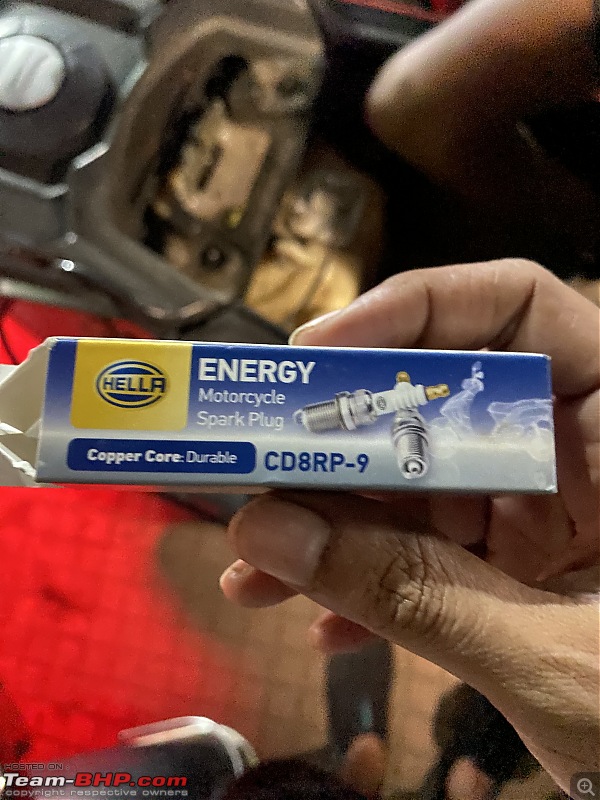 HELLA
ENERGY
Motorcycle
Spark Plug
Copper Core: Durable
CD8RP-9
HOSTED ON
Team-BHP.com
copyright respective owners